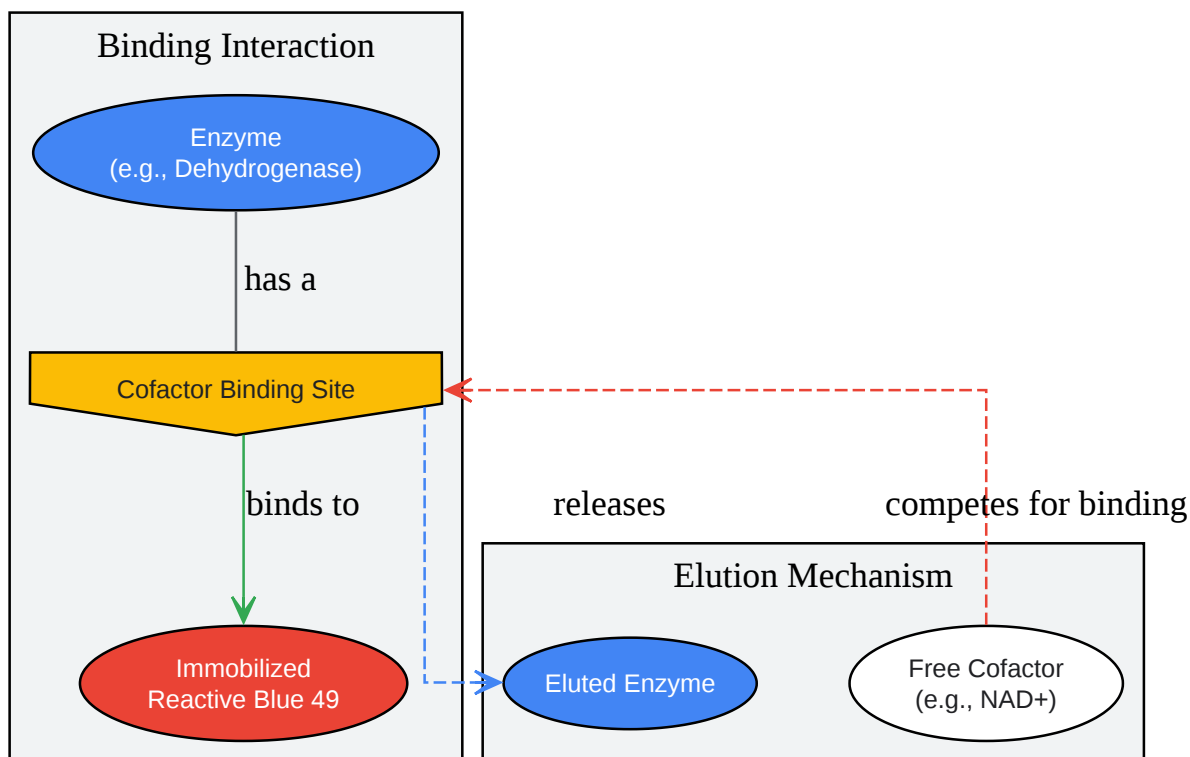 Binding Interaction
Enzyme
(e.g., Dehydrogenase)
has a
Cofactor Binding Site
binds to
releases
competes for binding
Elution Mechanism
Immobilized
Reactive Blue 49
Eluted Enzyme
Free Cofactor
(e.g., NAD+)